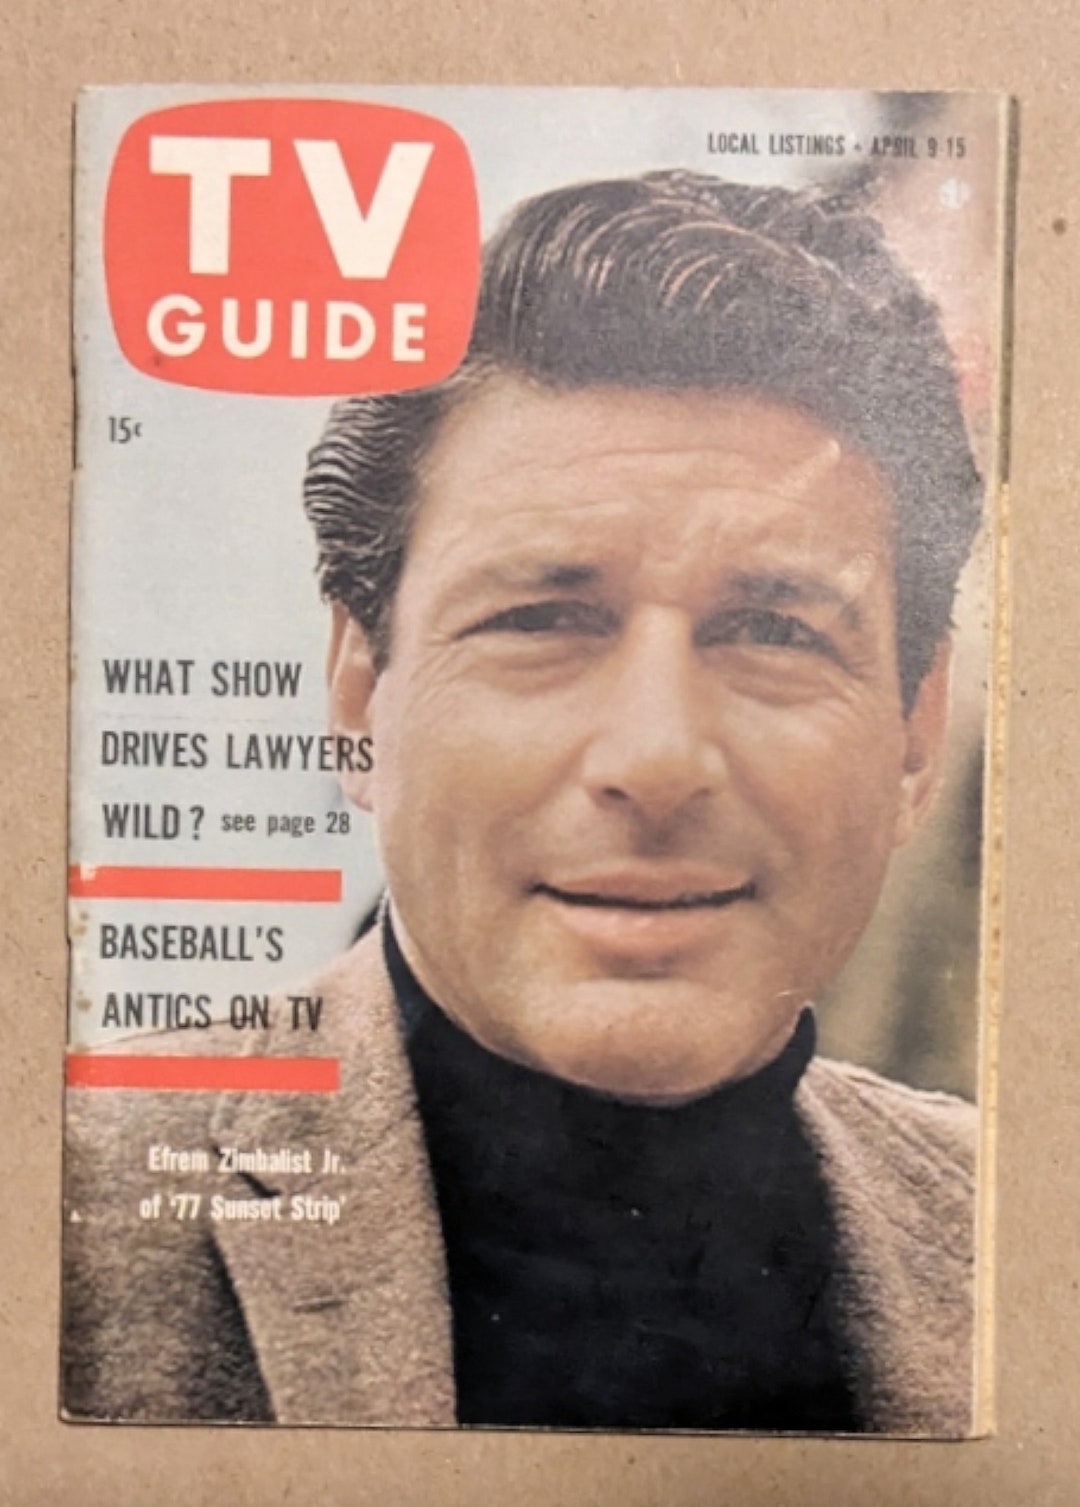 TV
GUIDE
LOCAL LISTINGS • APRIL 9-15
15¢
WHAT SHOW
DRIVES LAWYERS
WILD? see page 28
BASEBALL'S
ANTICS ON TV
Efrem Zimbalist Jr.
of '77 Sunset Strip'